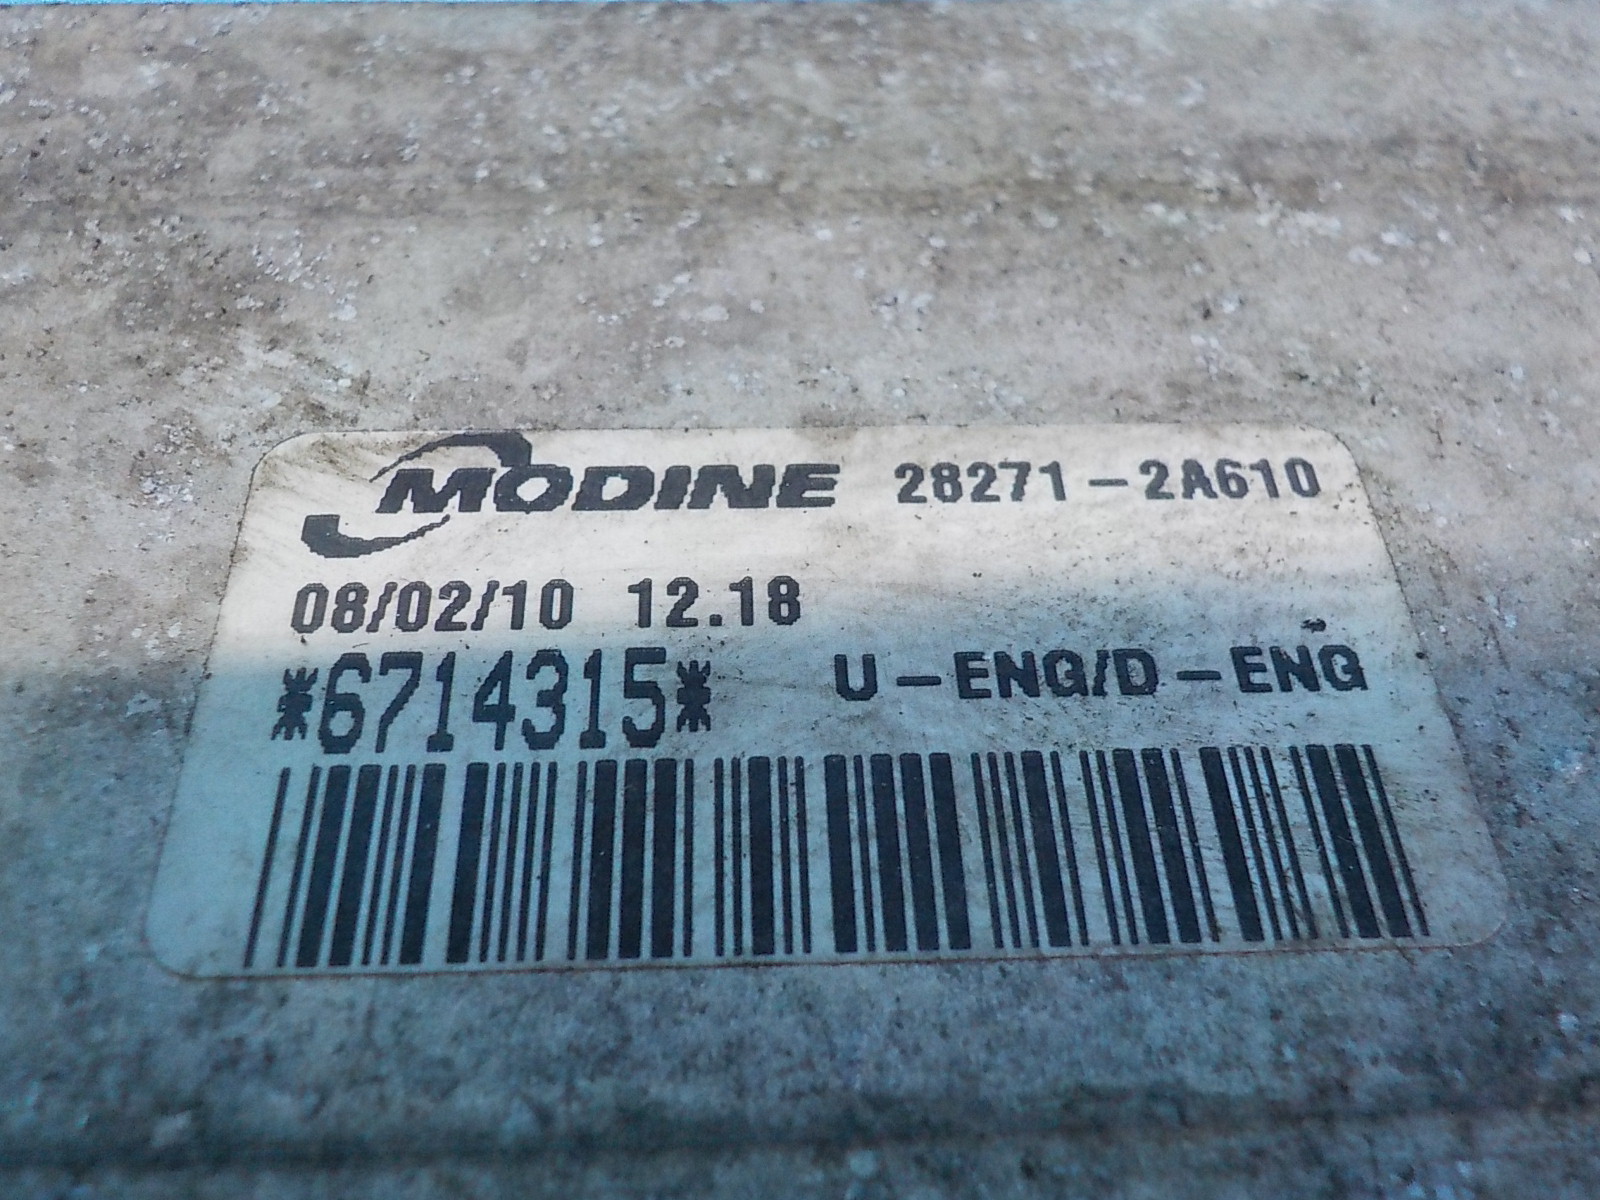 MODINE 28271-2A610
08/02/10 12.18
*6714315* U-ENG/D-ENG